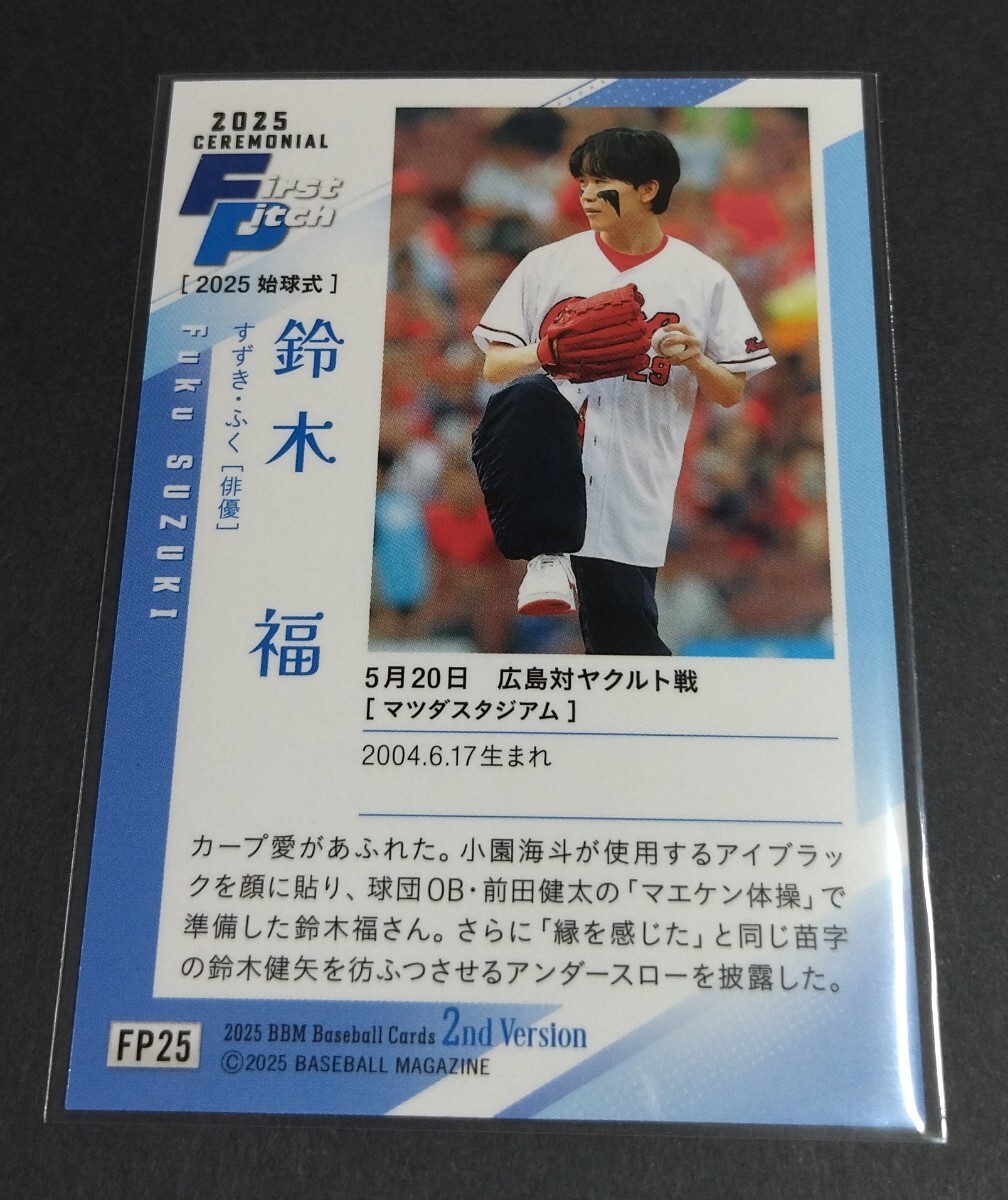 2025
CEREMONIAL
First
Pitch
[ 2025 始球式 ]
鈴木 福
すずき・ふく [俳優]
Fuku SUZUKI
29
5月20日 広島対ヤクルト戦
[ マツダスタジアム ]
2004.6.17生まれ
カープ愛があふれた。小園海斗が使用するアイブラッ
クを顔に貼り、球団OB・前田健太の「マエケン体操」で
準備した鈴木福さん。さらに「縁を感じた」と同じ苗字
の鈴木健矢を彷ふつさせるアンダースローを披露した。
FP25
2025 BBM Baseball Cards 2nd Version
©2025 BASEBALL MAGAZINE